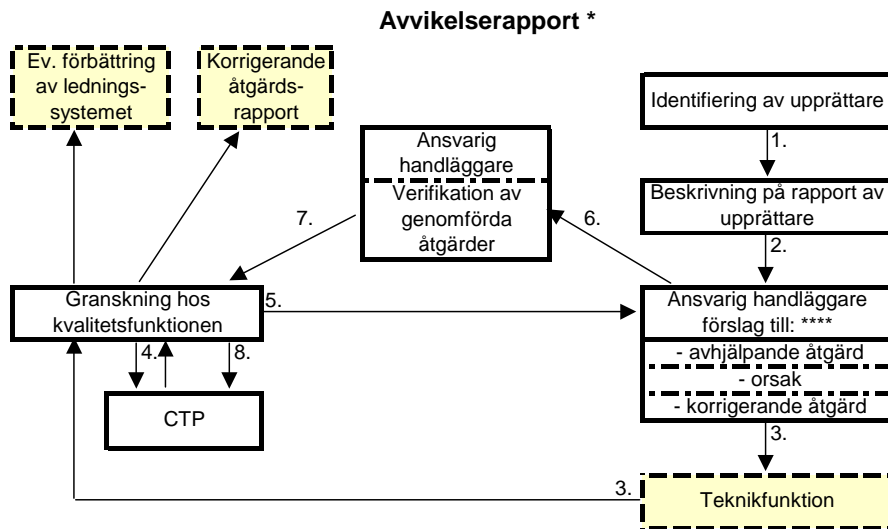 Avvikelserapport *
Ev. förbättring
av lednings-
systemet
Korrigerande
åtgärds-
rapport
Identifiering av upprättare
1.
Ansvarig
handläggare
Verifikation av
genomförda
åtgärder
Beskrivning på rapport av
upprättare
7.
6.
2.
Granskning hos
kvalitetsfunktionen
5.
Ansvarig handläggare
förslag till: ****
- avhjälpande åtgärd
- orsak
- korrigerande åtgärd
4.
8.
CTP
3.
3.
Teknikfunktion